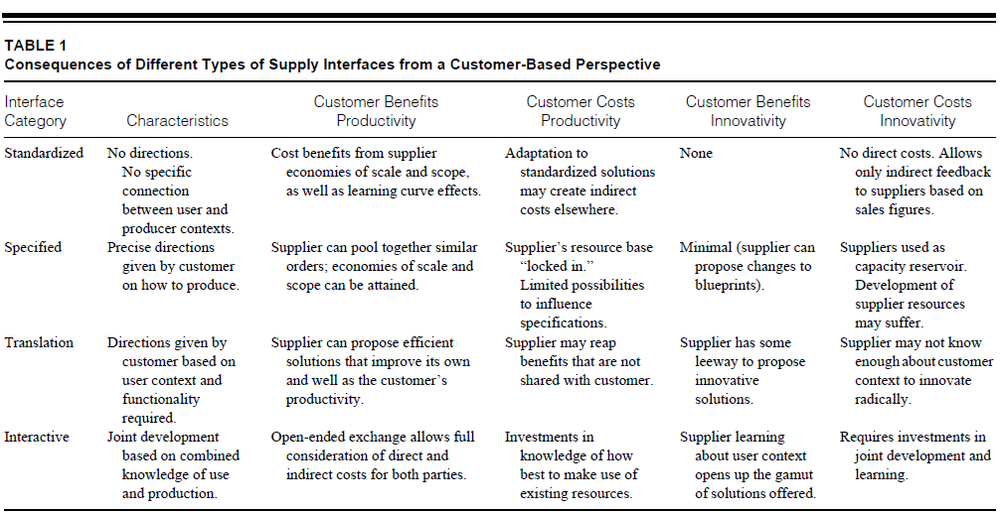 TABLE 1
Consequences of Different Types of Supply Interfaces from a Customer-Based Perspective
Interface Category | Characteristics | Customer Benefits Productivity | Customer Costs Productivity | Customer Benefits Innovativity | Customer Costs Innovativity
Standardized | No directions. | Cost benefits from supplier | Adaptation to | None | No direct costs. Allows
No specific | economies of scale and scope, | standardized solutions | only indirect feedback
connection | as well as learning curve effects. | may create indirect | to suppliers based on
between user and | costs elsewhere. | sales figures.
producer contexts.
Specified | Precise directions | Supplier can pool together similar | Supplier's resource base | Minimal (supplier can | Suppliers used as
given by customer | orders; economies of scale and | “locked in.” | propose changes to | capacity reservoir.
on how to produce. | scope can be attained. | Limited possibilities | blueprints). | Development of
to influence | supplier resources
specifications. | may suffer.
Translation | Directions given by | Supplier can propose efficient | Supplier may reap | Supplier has some | Supplier may not know
customer based on | solutions that improve its own | benefits that are not | leeway to propose | enough about customer
user context and | and well as the customer's | shared with customer. | innovative | context to innovate
functionality | productivity. | solutions. | radically.
required.
Interactive | Joint development | Open-ended exchange allows full | Investments in | Supplier learning | Requires investments in
based on combined | consideration of direct and | knowledge of how | about user context | joint development and
knowledge of use | indirect costs for both parties. | best to make use of | opens up the gamut | learning.
and production. | existing resources. | of solutions offered.